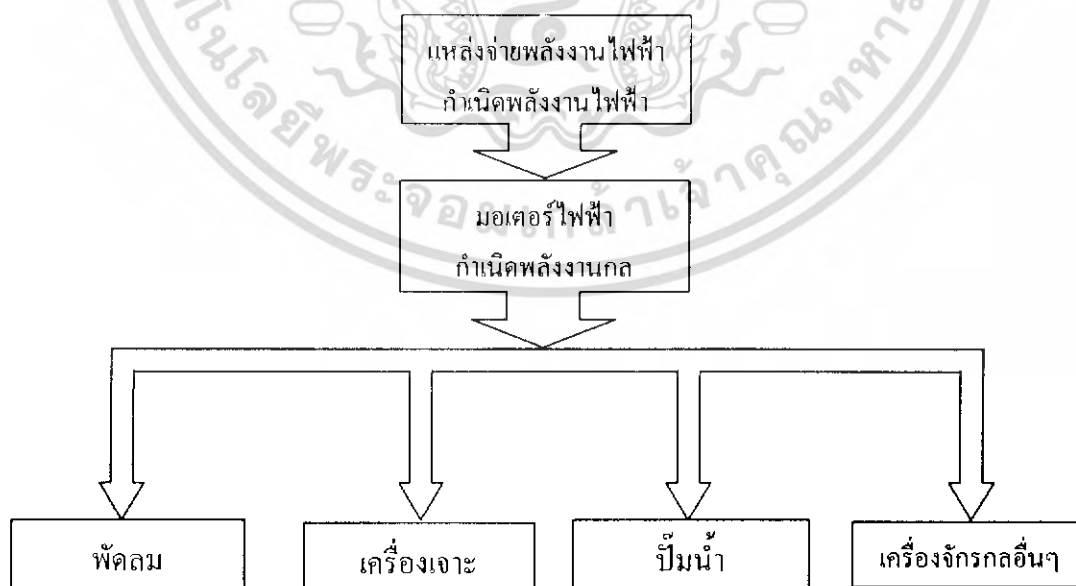 แหล่งจ่ายพลังงานไฟฟ้า
กำเนิดพลังงานไฟฟ้า
มอเตอร์ไฟฟ้า
กำเนิดพลังงานกล
พัดลม
เครื่องเจาะ
ปั๊มน้ำ
เครื่องจักรกลอื่นๆ